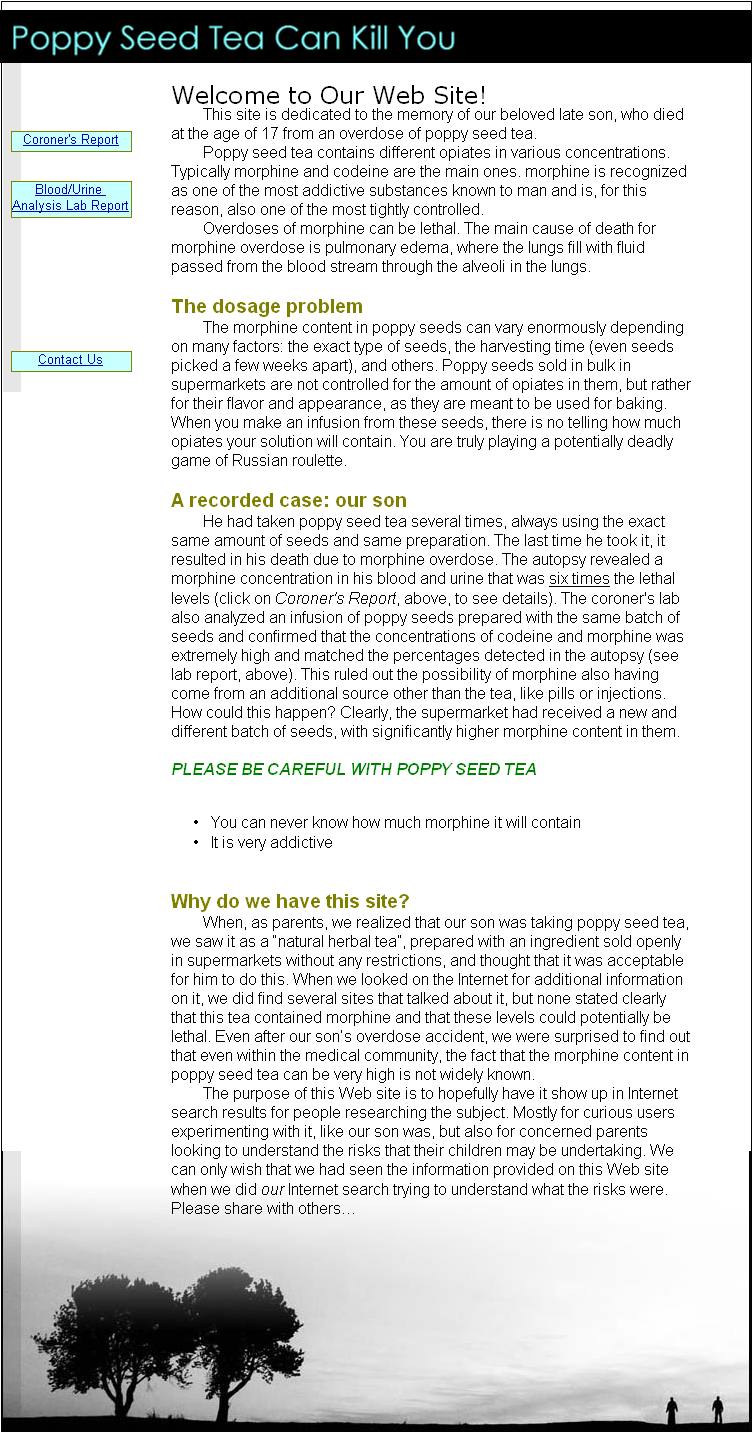 Poppy Seed Tea Can Kill You
Coroner's Report
Blood/Urine
Analysis Lab Report
Contact Us
Welcome to Our Web Site!
This site is dedicated to the memory of our beloved late son, who died
at the age of 17 from an overdose of poppy seed tea.
Poppy seed tea contains different opiates in various concentrations.
Typically morphine and codeine are the main ones. morphine is recognized
as one of the most addictive substances known to man and is, for this
reason, also one of the most tightly controlled.
Overdoses of morphine can be lethal. The main cause of death for
morphine overdose is pulmonary edema, where the lungs fill with fluid
passed from the blood stream through the alveoli in the lungs.
The dosage problem
The morphine content in poppy seeds can vary enormously depending
on many factors: the exact type of seeds, the harvesting time (even seeds
picked a few weeks apart), and others. Poppy seeds sold in bulk in
supermarkets are not controlled for the amount of opiates in them, but rather
for their flavor and appearance, as they are meant to be used for baking.
When you make an infusion from these seeds, there is no telling how much
opiates your solution will contain. You are truly playing a potentially deadly
game of Russian roulette.
A recorded case: our son
He had taken poppy seed tea several times, always using the exact
same amount of seeds and same preparation. The last time he took it, it
resulted in his death due to morphine overdose. The autopsy revealed a
morphine concentration in his blood and urine that was six times the lethal
levels (click on Coroner's Report, above, to see details). The coroner's lab
also analyzed an infusion of poppy seeds prepared with the same batch of
seeds and confirmed that the concentrations of codeine and morphine was
extremely high and matched the percentages detected in the autopsy (see
lab report, above). This ruled out the possibility of morphine also having
come from an additional source other than the tea, like pills or injections.
How could this happen? Clearly, the supermarket had received a new and
different batch of seeds, with significantly higher morphine content in them.
PLEASE BE CAREFUL WITH POPPY SEED TEA
• You can never know how much morphine it will contain
• It is very addictive
Why do we have this site?
When, as parents, we realized that our son was taking poppy seed tea,
we saw it as a “natural herbal tea”, prepared with an ingredient sold openly
in supermarkets without any restrictions, and thought that it was acceptable
for him to do this. When we looked on the Internet for additional information
on it, we did find several sites that talked about it, but none stated clearly
that this tea contained morphine and that these levels could potentially be
lethal. Even after our son's overdose accident, we were surprised to find out
that even within the medical community, the fact that the morphine content in
poppy seed tea can be very high is not widely known.
The purpose of this Web site is to hopefully have it show up in Internet
search results for people researching the subject. Mostly for curious users
experimenting with it, like our son was, but also for concerned parents
looking to understand the risks that their children may be undertaking. We
can only wish that we had seen the information provided on this Web site
when we did our Internet search trying to understand what the risks were.
Please share with others…